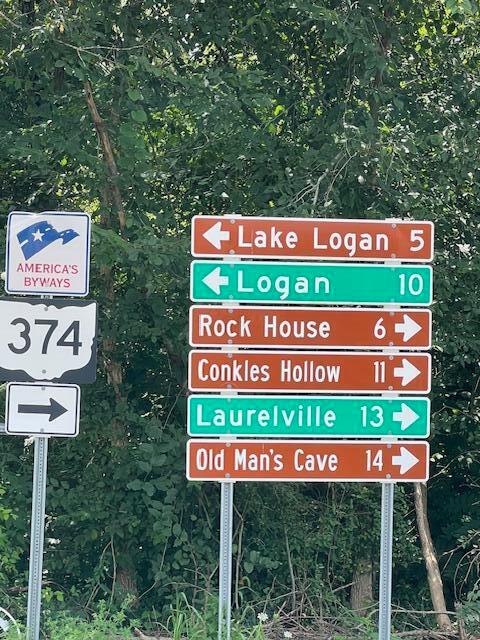 AMERICA'S
BYWAYS
374
Lake Logan 5
Logan 10
Rock House 6
Conkles Hollow 11
Laurelville 13
Old Man's Cave 14